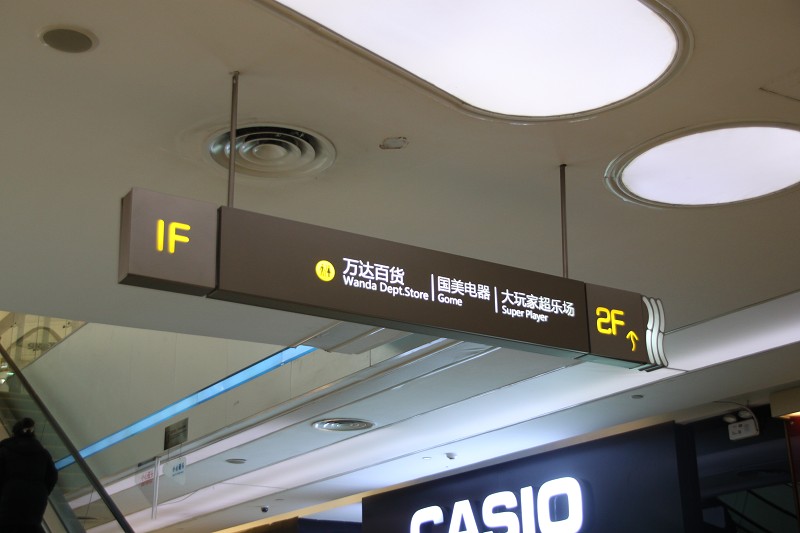 1F
万达百货
Wanda Dept.Store
国美电器
Gome
大玩家超乐场
Super Player
2F
CASIO